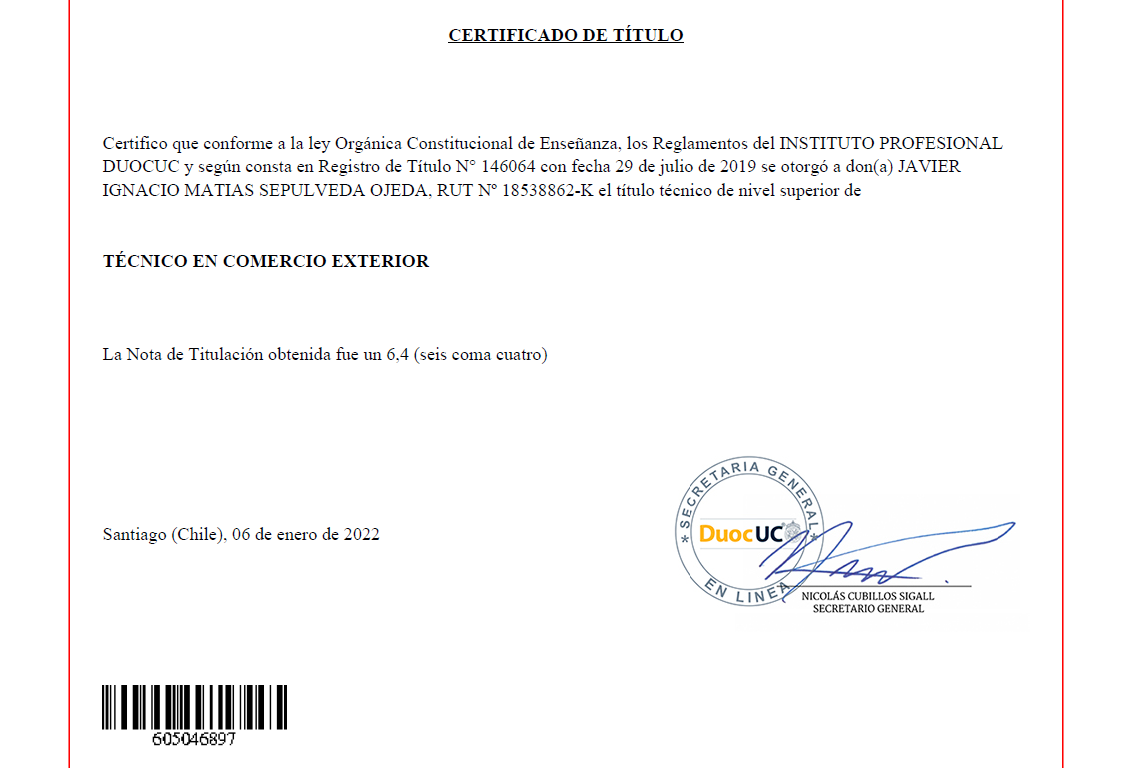 CERTIFICADO DE TÍTULO
Certifico que conforme a la ley Orgánica Constitucional de Enseñanza, los Reglamentos del INSTITUTO PROFESIONAL
DUOCUC y según consta en Registro de Título N° 146064 con fecha 29 de julio de 2019 se otorgó a don(a) JAVIER
IGNACIO MATIAS SEPULVEDA OJEDA, RUT Nº 18538862-K el título técnico de nivel superior de
TÉCNICO EN COMERCIO EXTERIOR
La Nota de Titulación obtenida fue un 6,4 (seis coma cuatro)
* SECRETARIA GENERAL *
DuocUC
EN LINEA
Santiago (Chile), 06 de enero de 2022
NICOLÁS CUBILLOS SIGALL
SECRETARIO GENERAL
605046897